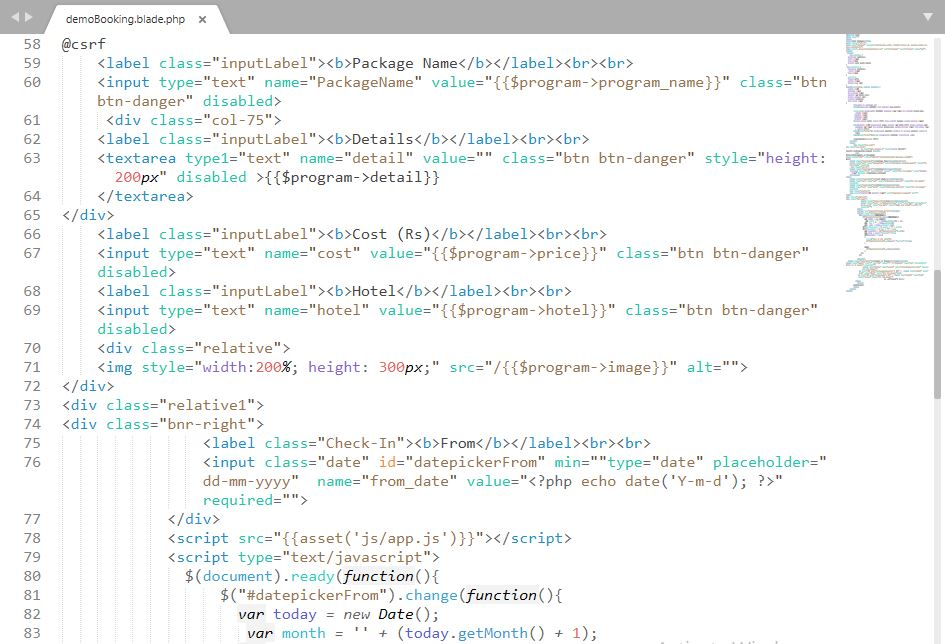 demoBooking.blade.php ×
58 @csrf
59 <label class="inputLabel"><b>Package Name</b></label><br><br>
60 <input type="text" name="PackageName" value="{{$program->program_name}}" class="btn
btn-danger" disabled>
61 <div class="col-75">
62 <label class="inputLabel"><b>Details</b></label><br><br>
63 <textarea type1="text" name="detail" value="" class="btn btn-danger" style="height:
200px" disabled >{{$program->detail}}
64 </textarea>
65 </div>
66 <label class="inputLabel"><b>Cost (Rs)</b></label><br><br>
67 <input type="text" name="cost" value="{{$program->price}}" class="btn btn-danger"
disabled>
68 <label class="inputLabel"><b>Hotel</b></label><br><br>
69 <input type="text" name="hotel" value="{{$program->hotel}}" class="btn btn-danger"
disabled>
70 <div class="relative">
71 <img style="width:200%; height: 300px;" src="/{{$program->image}}" alt="">
72 </div>
73 <div class="relative1">
74 <div class="bnr-right">
75 <label class="Check-In"><b>From</b></label><br><br>
76 <input class="date" id="datepickerFrom" min=""type="date" placeholder="
dd-mm-yyyy"  name="from_date" value="<?php echo date('Y-m-d'); ?>"
required="">
77 </div>
78 <script src="{{asset('js/app.js')}}"></script>
79 <script type="text/javascript">
80 $(document).ready(function(){
81 $("#datepickerFrom").change(function(){
82 var today = new Date();
83 var month = '' + (today.getMonth() + 1);